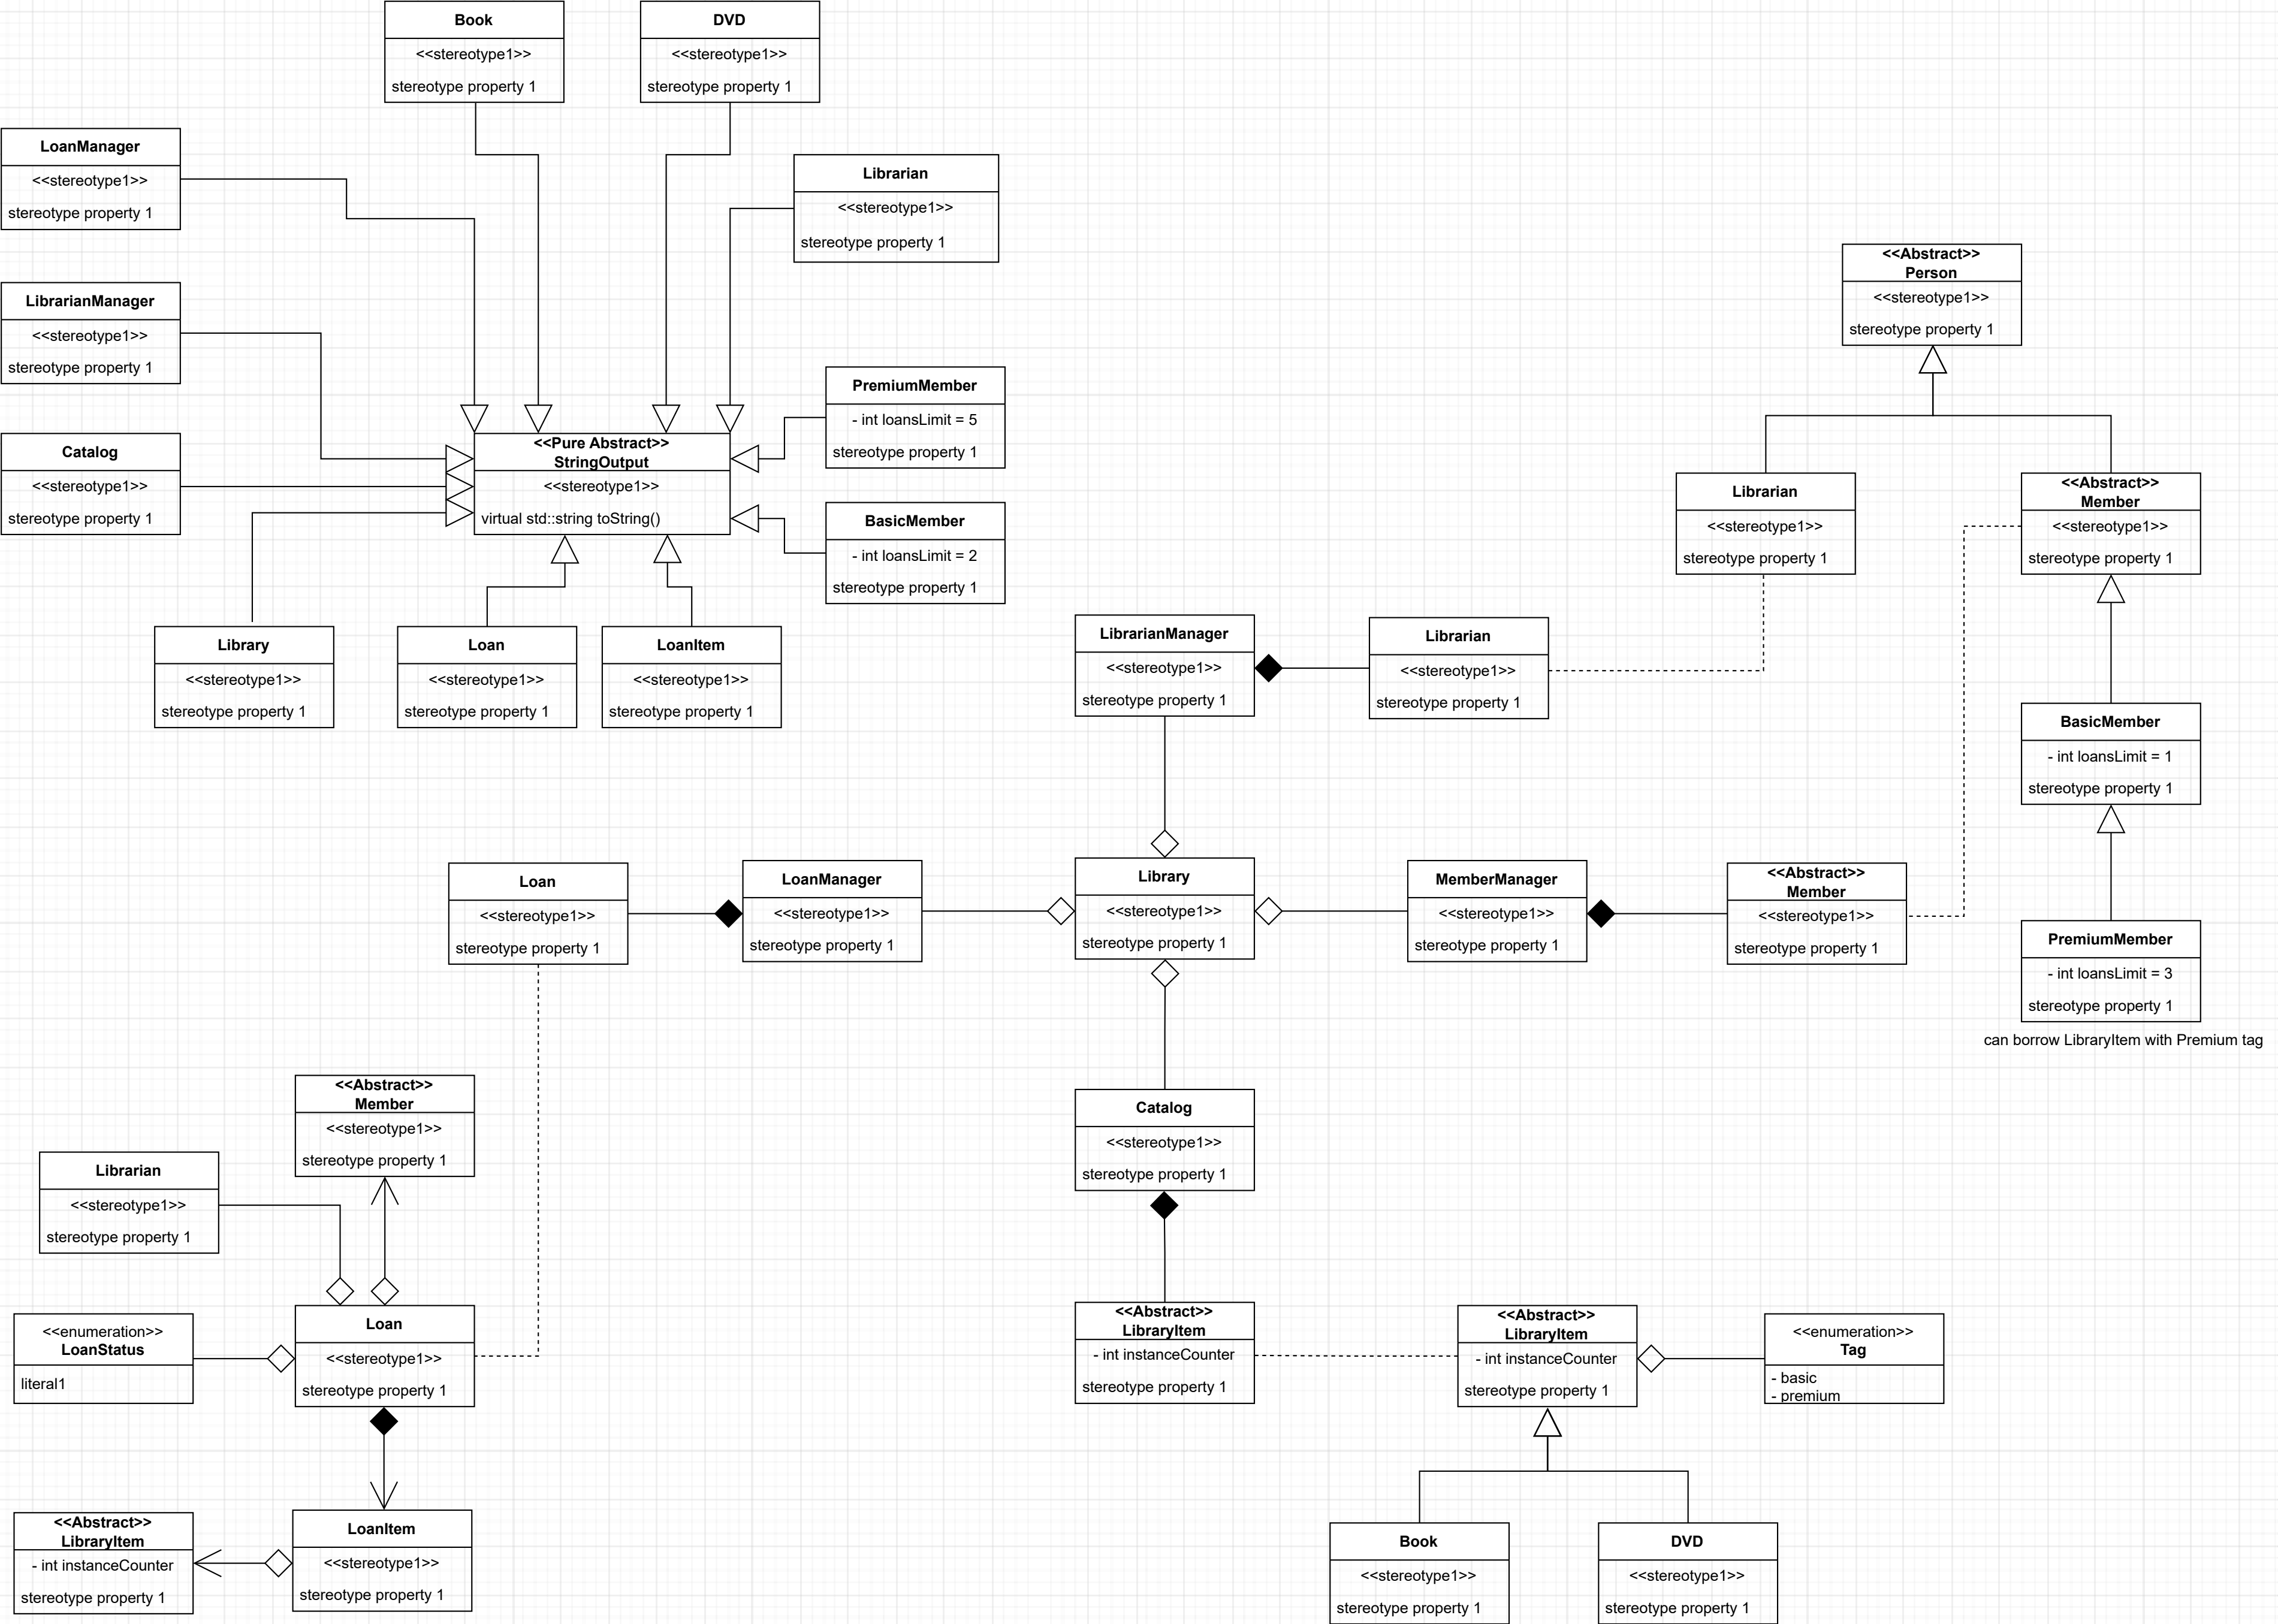 Book
<<stereotype1>>
stereotype property 1
DVD
<<stereotype1>>
stereotype property 1
LoanManager
<<stereotype1>>
stereotype property 1
Librarian
<<stereotype1>>
stereotype property 1
<<Abstract>>
Person
<<stereotype1>>
stereotype property 1
LibrarianManager
<<stereotype1>>
stereotype property 1
PremiumMember
- int loansLimit = 5
stereotype property 1
Catalog
<<stereotype1>>
stereotype property 1
<<Pure Abstract>>
StringOutput
<<stereotype1>>
virtual std::string toString()
BasicMember
- int loansLimit = 2
stereotype property 1
Librarian
<<stereotype1>>
stereotype property 1
<<Abstract>>
Member
<<stereotype1>>
stereotype property 1
Library
<<stereotype1>>
stereotype property 1
Loan
<<stereotype1>>
stereotype property 1
LoanItem
<<stereotype1>>
stereotype property 1
LibrarianManager
<<stereotype1>>
stereotype property 1
Librarian
<<stereotype1>>
stereotype property 1
BasicMember
- int loansLimit = 1
stereotype property 1
Loan
<<stereotype1>>
stereotype property 1
LoanManager
<<stereotype1>>
stereotype property 1
Library
<<stereotype1>>
stereotype property 1
MemberManager
<<stereotype1>>
stereotype property 1
<<Abstract>>
Member
<<stereotype1>>
stereotype property 1
PremiumMember
- int loansLimit = 3
stereotype property 1
can borrow LibraryItem with Premium tag
<<Abstract>>
Member
<<stereotype1>>
stereotype property 1
Catalog
<<stereotype1>>
stereotype property 1
Librarian
<<stereotype1>>
stereotype property 1
<<enumeration>>
LoanStatus
literal1
Loan
<<stereotype1>>
stereotype property 1
<<Abstract>>
LibraryItem
- int instanceCounter
stereotype property 1
<<Abstract>>
LibraryItem
- int instanceCounter
stereotype property 1
<<enumeration>>
Tag
- basic
- premium
<<Abstract>>
LibraryItem
- int instanceCounter
stereotype property 1
LoanItem
<<stereotype1>>
stereotype property 1
Book
<<stereotype1>>
stereotype property 1
DVD
<<stereotype1>>
stereotype property 1